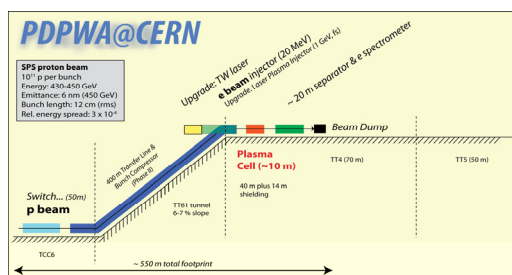 PDPWA@CERN
SPS proton beam
10¹¹ p per bunch
Energy: 430-450 GeV
Emittance: 6 nm (450 GeV)
Bunch length: 12 cm (rms)
Rel. energy spread: 3 x 10⁻⁴
Upgrade: TW laser
e beam injector (20 MeV)
Upgrade: Laser Plasma Injector (1 GeV, fs)
~ 20 m separator & e spectrometer
Beam Dump
400 m Transfer Line &
Bunch Compressor
(Phase II)
Plasma
Cell (~10 m)
TT4 (70 m)
TT5 (50 m)
40 m plus 14 m
shielding
Switch... (50m)
p beam
TT61 tunnel
6-7 % slope
TCC6
~ 550 m total footprint